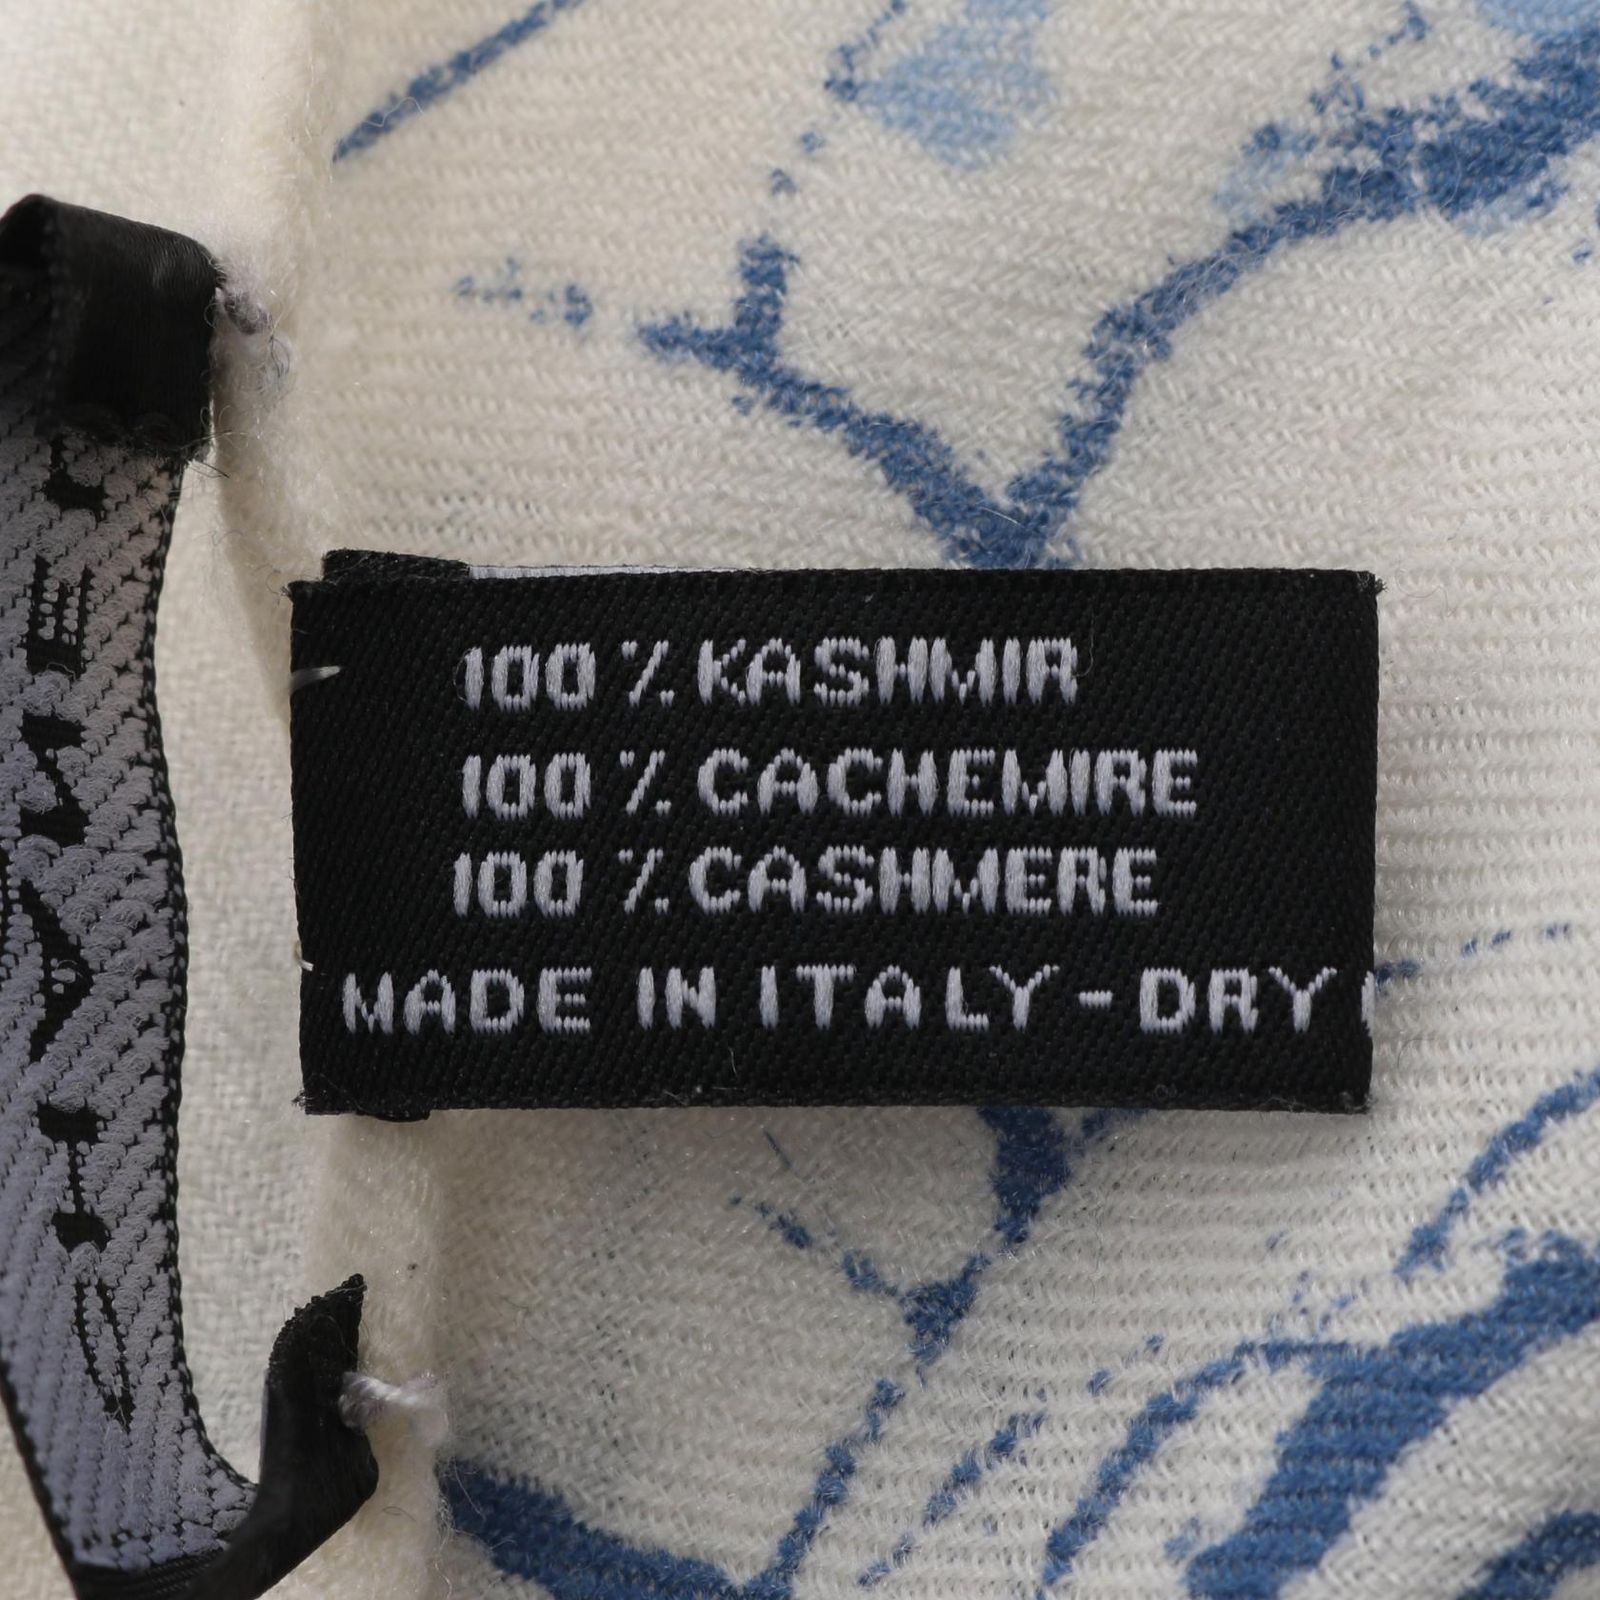 100 % KASHMIR
100 % CACHEMIRE
100 % CASHMERE
MADE IN ITALY - DRY